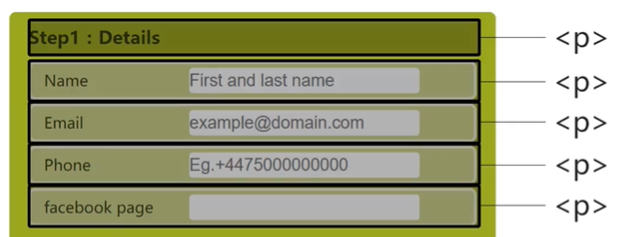 Step1 : Details <p>
Name First and last name <p>
Email example@domain.com <p>
Phone Eg.+4475000000000 <p>
facebook page <p>